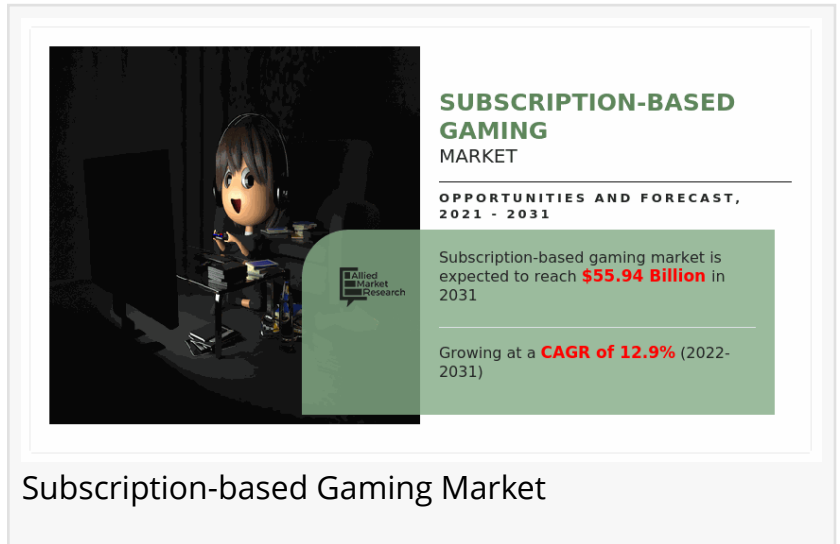 SUBSCRIPTION-BASED
GAMING
MARKET
OPPORTUNITIES AND FORECAST,
2021 - 2031
Subscription-based gaming market is
expected to reach $55.94 Billion in
2031
Allied
Market
Research
Growing at a CAGR of 12.9% (2022-
2031)
Subscription-based Gaming Market